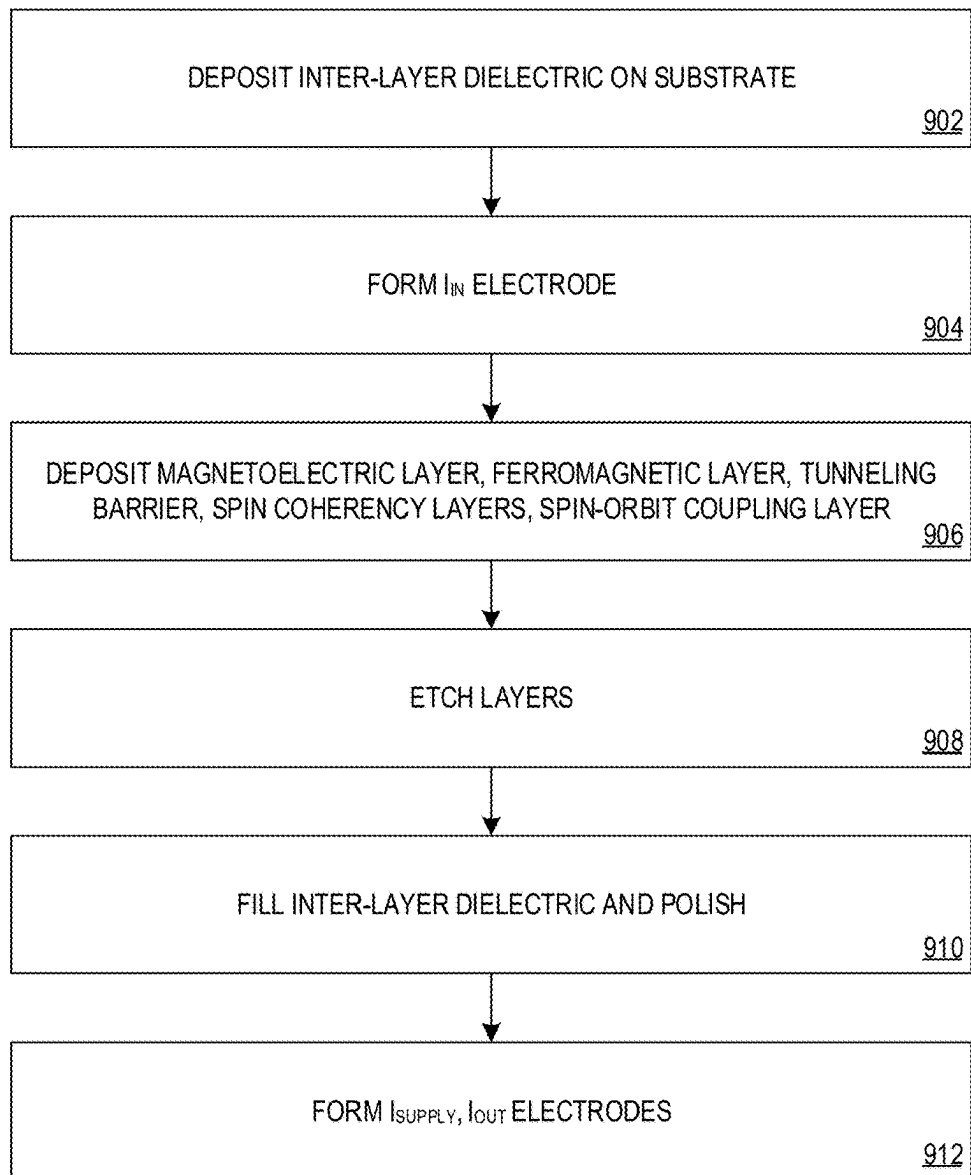 DEPOSIT INTER-LAYER DIELECTRIC ON SUBSTRATE
902
FORM IIN ELECTRODE
904
DEPOSIT MAGNETOELECTRIC LAYER, FERROMAGNETIC LAYER, TUNNELING
BARRIER, SPIN COHERENCY LAYERS, SPIN-ORBIT COUPLING LAYER
906
ETCH LAYERS
908
FILL INTER-LAYER DIELECTRIC AND POLISH
910
FORM ISUPPLY, IOUT ELECTRODES
912